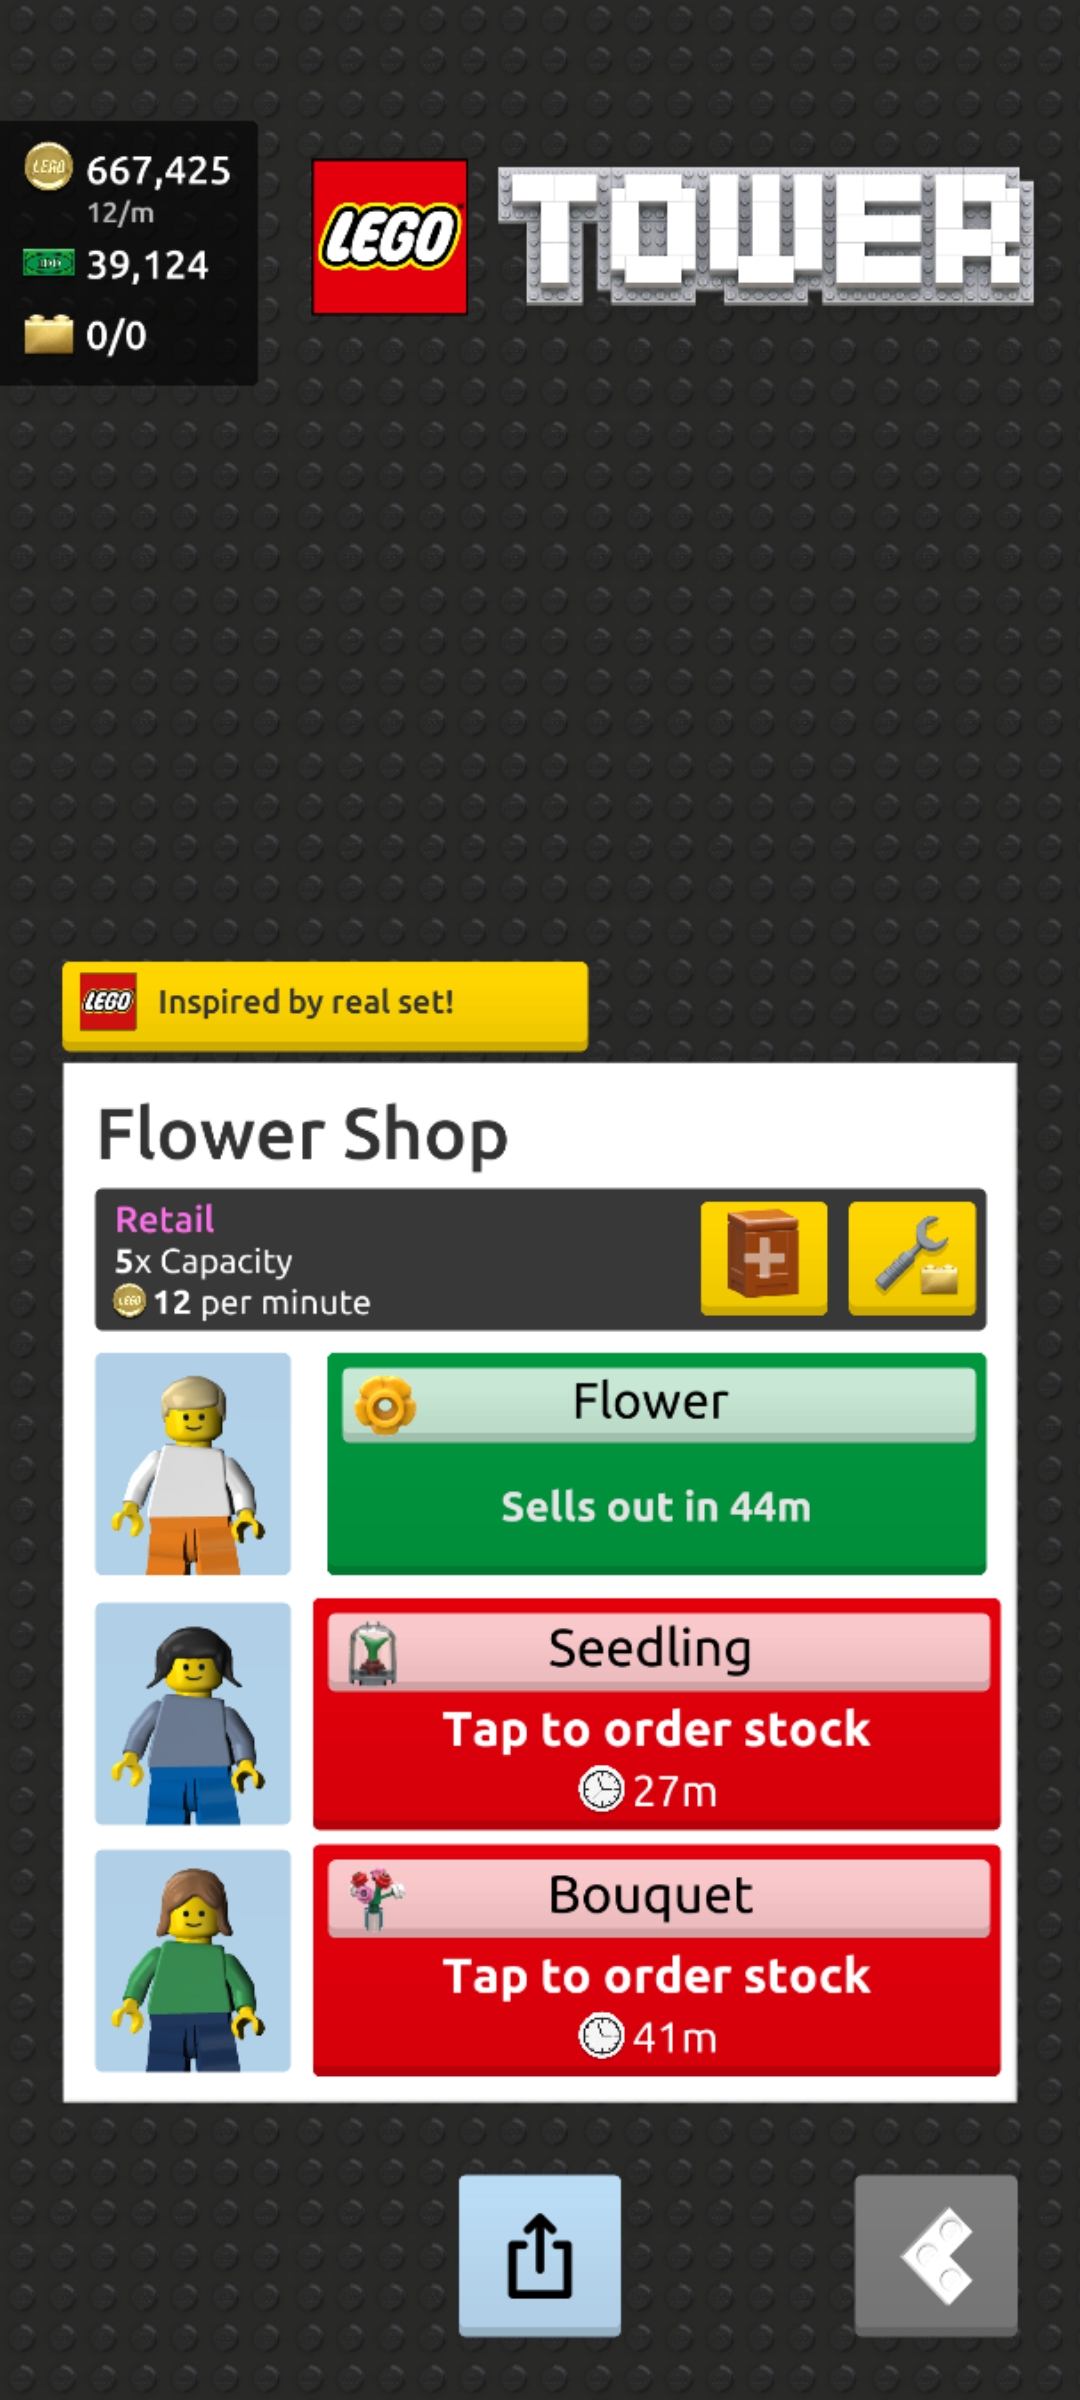 667,425
12/m
39,124
0/0
LEGO TOWER
LEGO Inspired by real set!
Flower Shop
Retail
5x Capacity
12 per minute
Flower
Sells out in 44m
Seedling
Tap to order stock
27m
Bouquet
Tap to order stock
41m